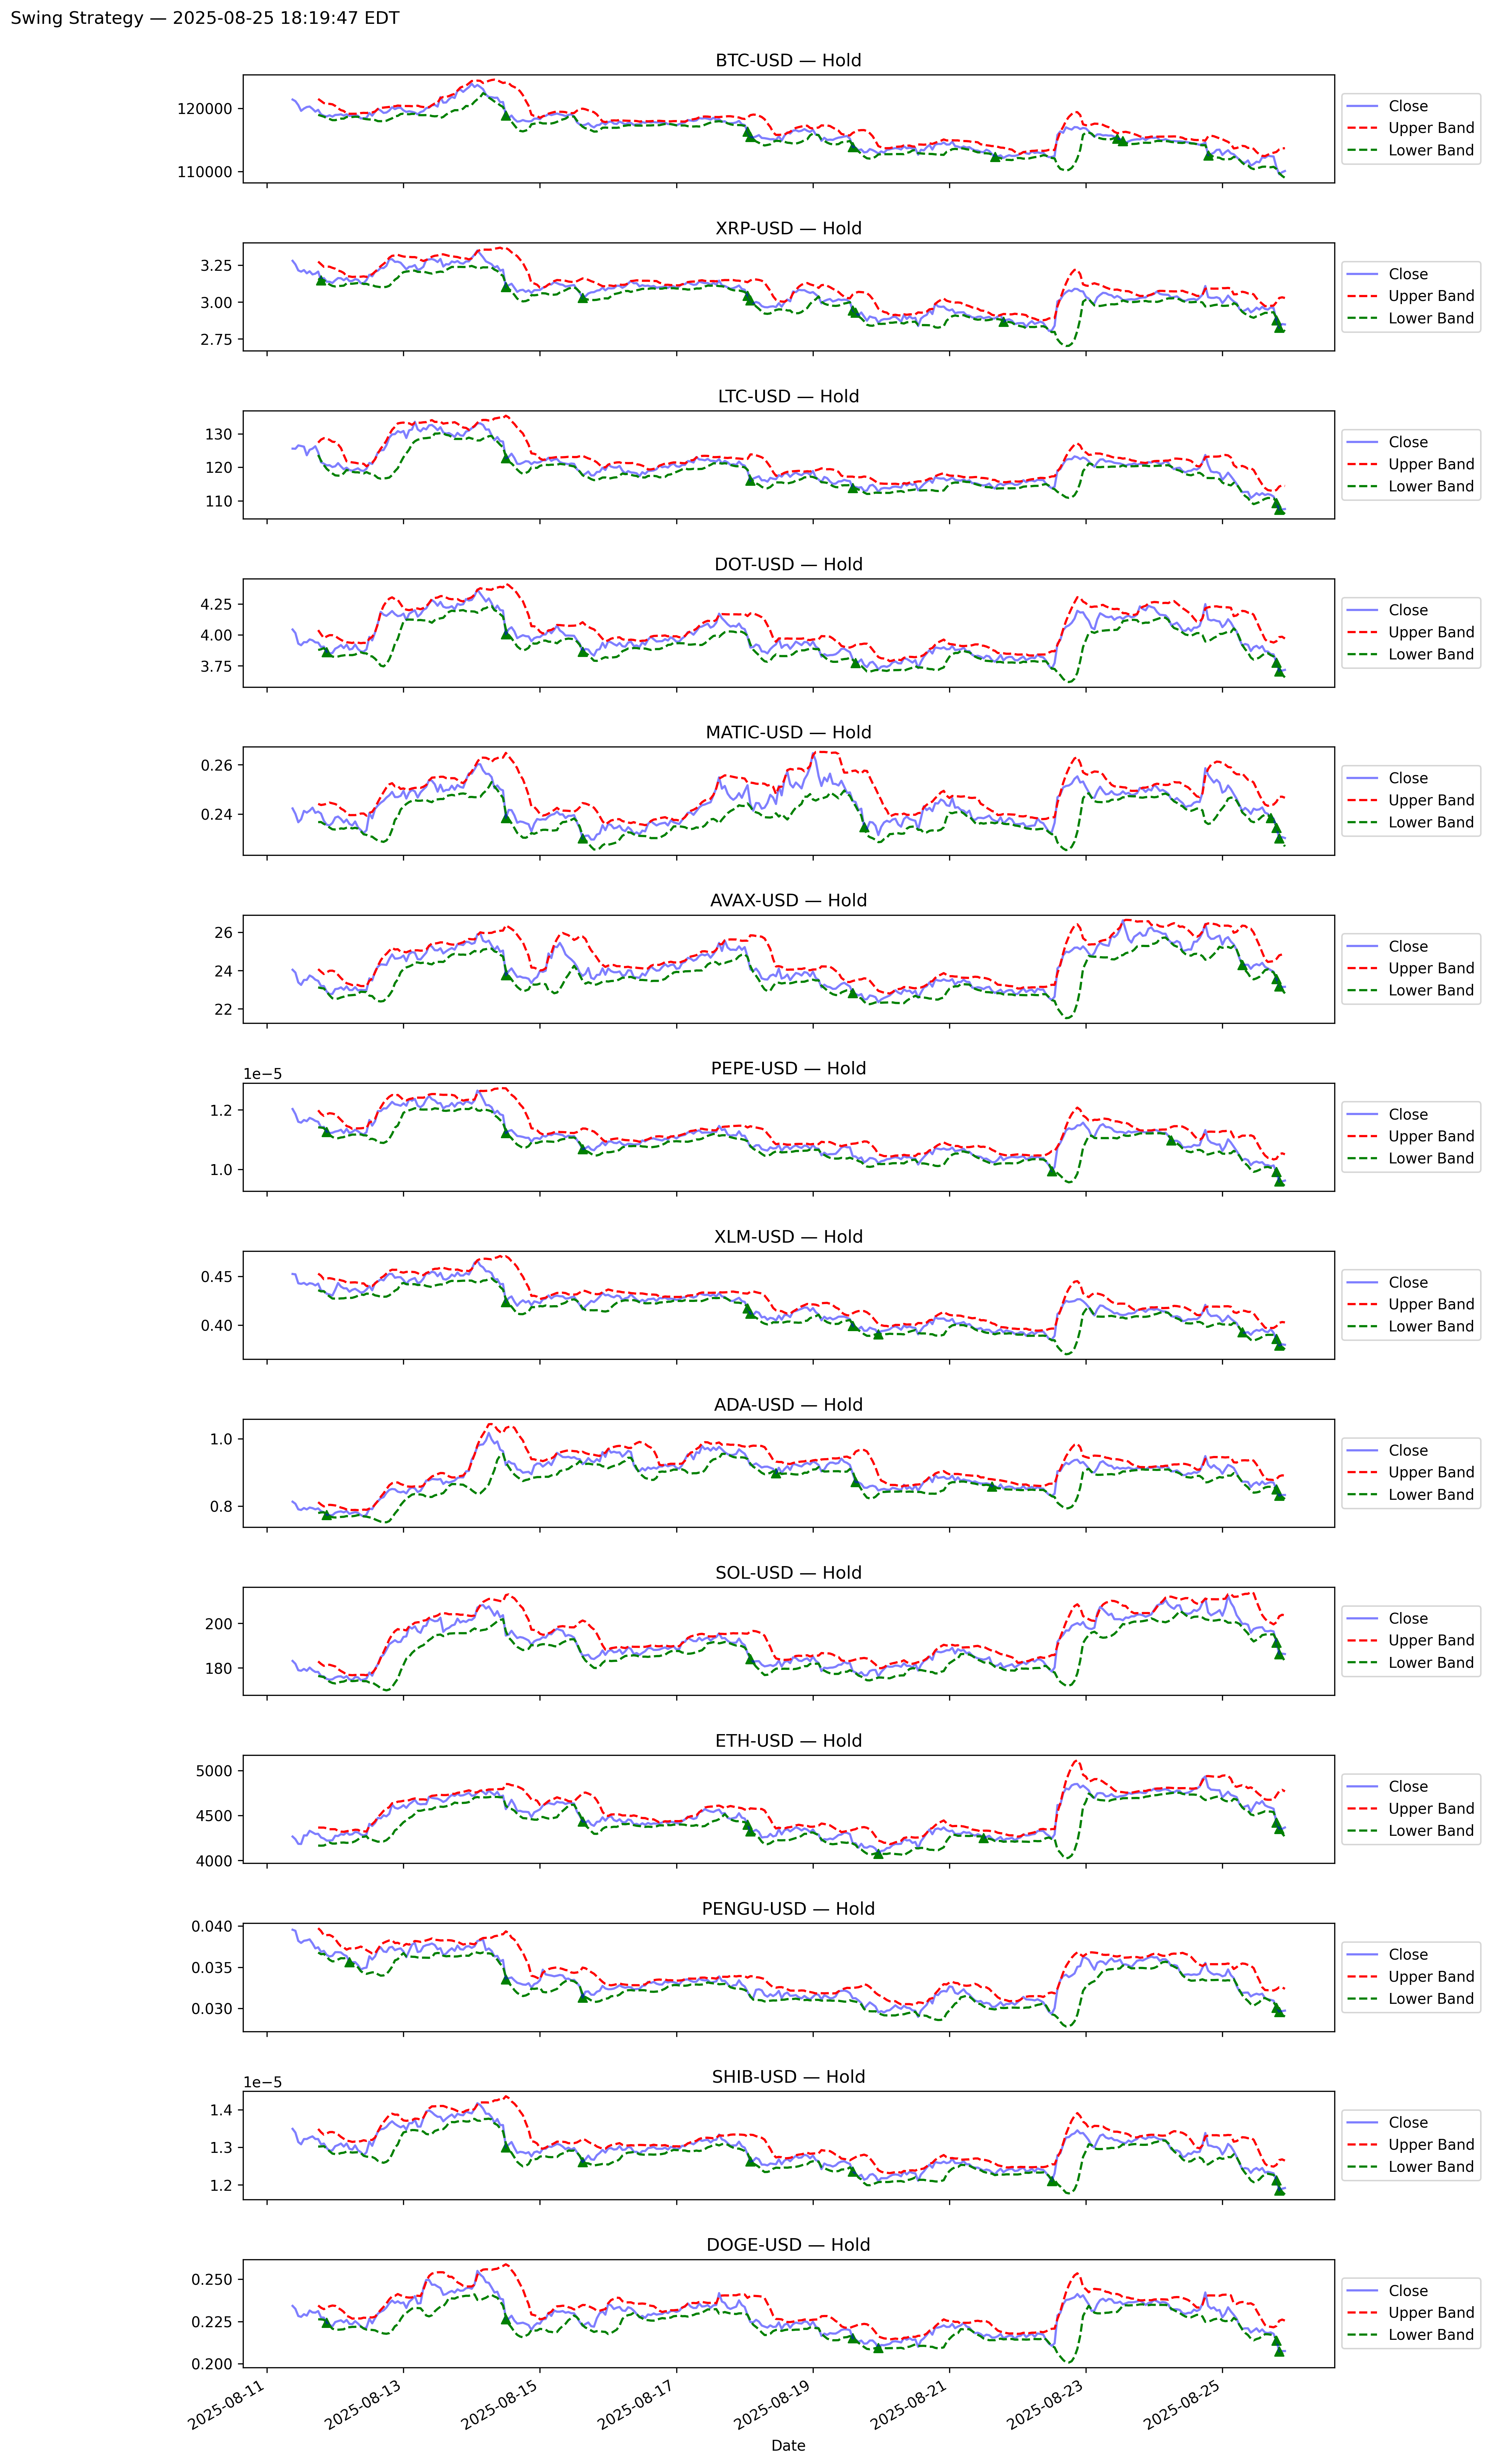 Swing Strategy — 2025-08-25 18:19:47 EDT
BTC-USD — Hold
120000
110000
Close
Upper Band
Lower Band
XRP-USD — Hold
3.25
3.00
2.75
Close
Upper Band
Lower Band
LTC-USD — Hold
130
120
110
Close
Upper Band
Lower Band
DOT-USD — Hold
4.25
4.00
3.75
Close
Upper Band
Lower Band
MATIC-USD — Hold
0.26
0.24
Close
Upper Band
Lower Band
AVAX-USD — Hold
26
24
22
Close
Upper Band
Lower Band
PEPE-USD — Hold
1e−5
1.2
1.0
Close
Upper Band
Lower Band
XLM-USD — Hold
0.45
0.40
Close
Upper Band
Lower Band
ADA-USD — Hold
1.0
0.8
Close
Upper Band
Lower Band
SOL-USD — Hold
200
180
Close
Upper Band
Lower Band
ETH-USD — Hold
5000
4500
4000
Close
Upper Band
Lower Band
PENGU-USD — Hold
0.040
0.035
0.030
Close
Upper Band
Lower Band
SHIB-USD — Hold
1e−5
1.4
1.3
1.2
Close
Upper Band
Lower Band
DOGE-USD — Hold
0.250
0.225
0.200
Close
Upper Band
Lower Band
2025-08-11
2025-08-13
2025-08-15
2025-08-17
2025-08-19
2025-08-21
2025-08-23
2025-08-25
Date